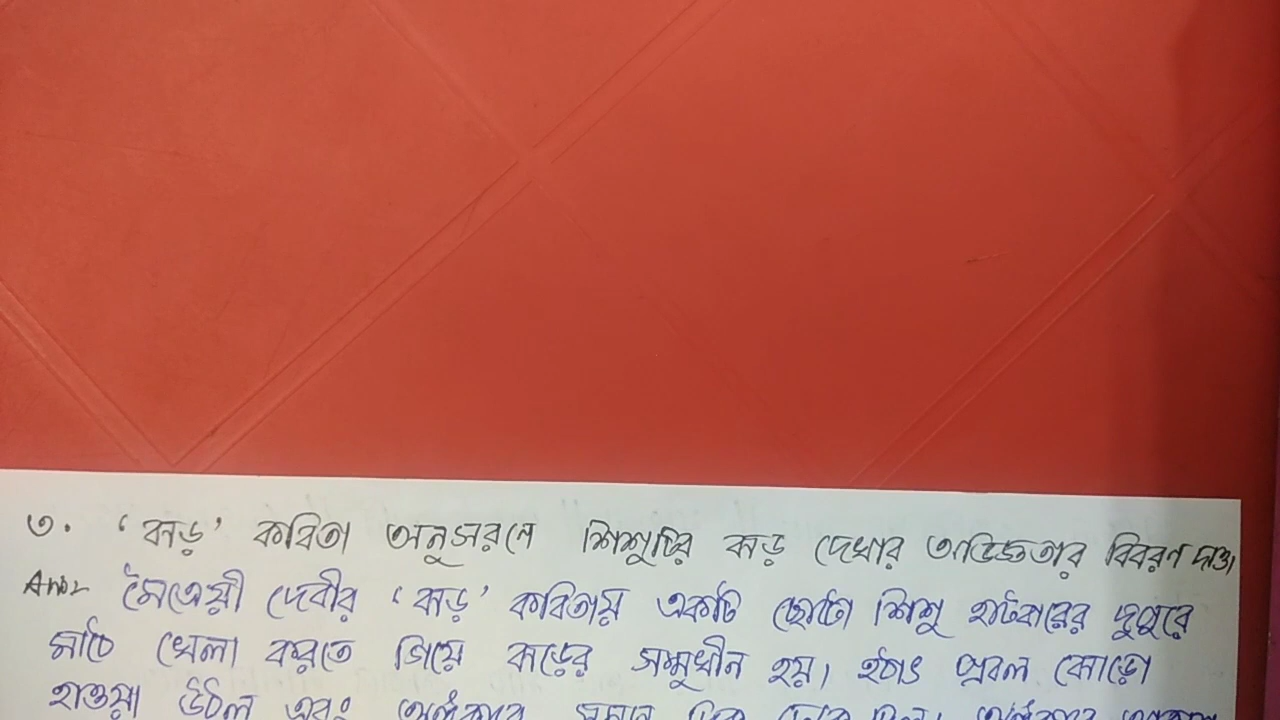 ৩. 'ঝড়' কবিতা অনুসরণে শিশুটির ঝড় দেখার অভিজ্ঞতার বিবরণ দাও।
Ans মৈত্রেয়ী দেবীর 'ঝড়' কবিতায় একটি ছোটো শিশু হাটবারের দুপুরে
মাঠে খেলা করতে গিয়ে ঝড়ের সম্মুখীন হয়। হঠাৎ প্রবল ঝোড়ো
হাওয়া উঠল এবং